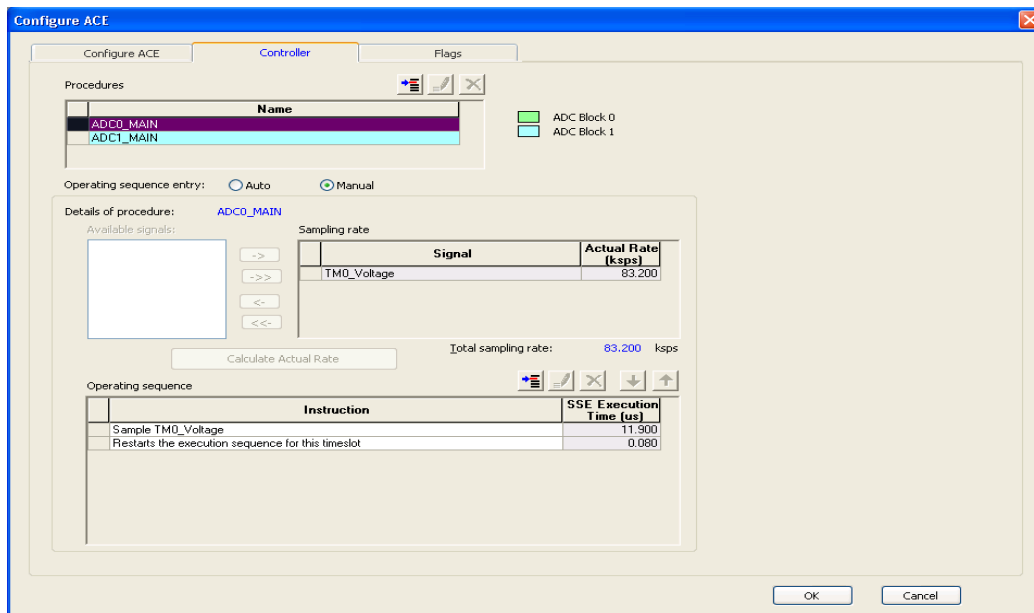 Configure ACE
Configure ACE Controller Flags
Procedures
Name
ADC0_MAIN
ADC1_MAIN
ADC Block 0
ADC Block 1
Operating sequence entry: Auto Manual
Details of procedure: ADC0_MAIN
Available signals:
->
->>
<-
<<-
Sampling rate
Signal Actual Rate (ksps)
TM0_Voltage 83.200
Calculate Actual Rate
Total sampling rate: 83.200 ksps
Operating sequence
Instruction SSE Execution Time (us)
Sample TM0_Voltage 11.900
Restarts the execution sequence for this timeslot 0.080
OK Cancel